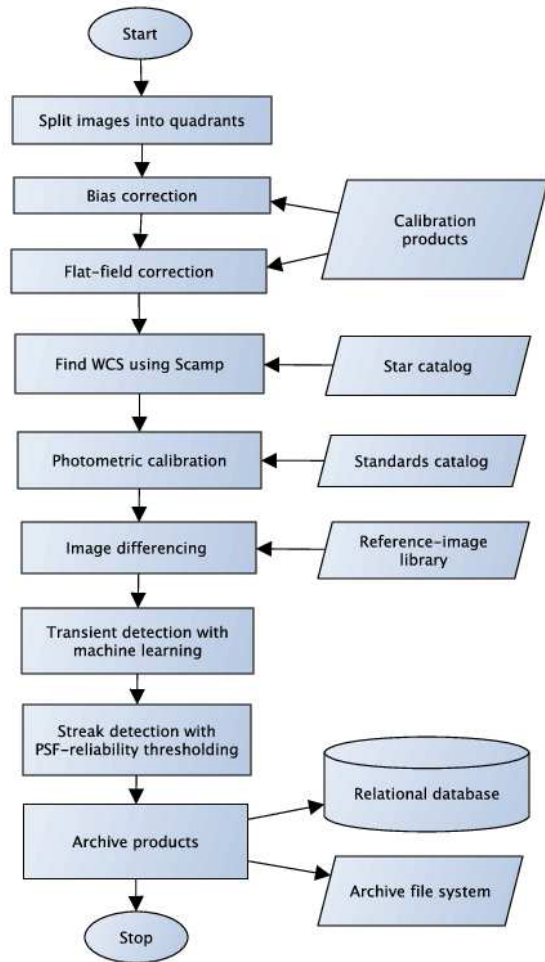 Start
Split images into quadrants
Bias correction
Calibration
products
Flat-field correction
Find WCS using Scamp
Star catalog
Photometric calibration
Standards catalog
Image differencing
Reference-image
library
Transient detection with
machine learning
Streak detection with
PSF-reliability thresholding
Relational database
Archive products
Archive file system
Stop